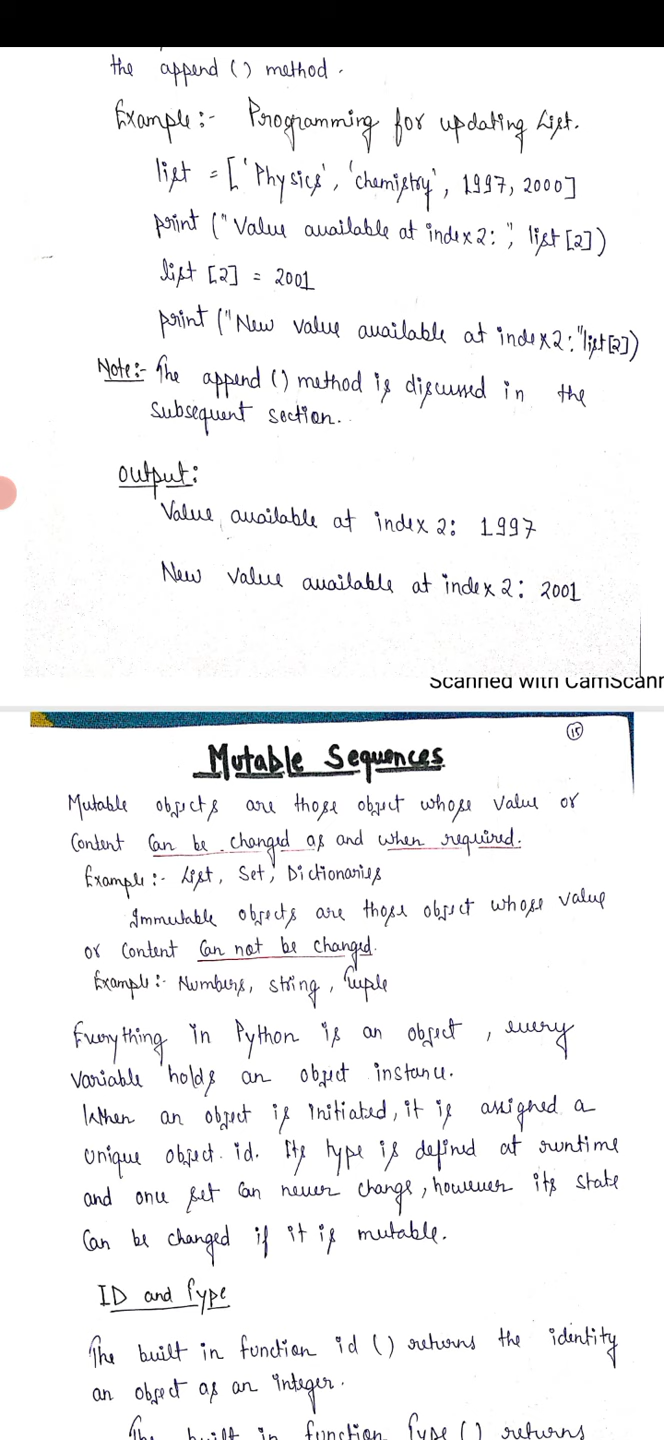 the append () method.
Example:- Programming for updating List.
list = ['Physics', 'chemistry', 1997, 2000]
print ("Value available at index 2: ", list [2])
list [2] = 2001
print ("New value available at index 2:"list[2])
Note:- The append () method is discussed in the
subsequent section.
Output:
Value available at index 2: 1997
New value available at index 2: 2001
Scanned with CamScanner
15
Mutable Sequences
Mutable objects are those object whose value or
Content Can be changed as and when required.
Example:- List, Set, Dictionaries
Immutable objects are those object whose value
or Content Can not be changed.
Example:- Numbers, string, Tuple
Everything in Python is an object, every
variable holds an object instance.
When an object is Initiated, it is assigned a
unique object id. Its type is defined at runtime
and once set Can never change, however its state
Can be changed if it is mutable.
ID and Type
The built in function id () returns the identity
an object as an integer.
The built in function Type () returns